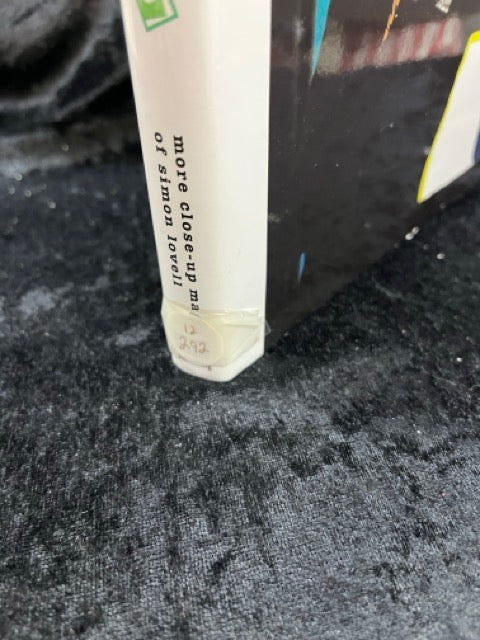 more close-up ma
of simon lovell
12
292